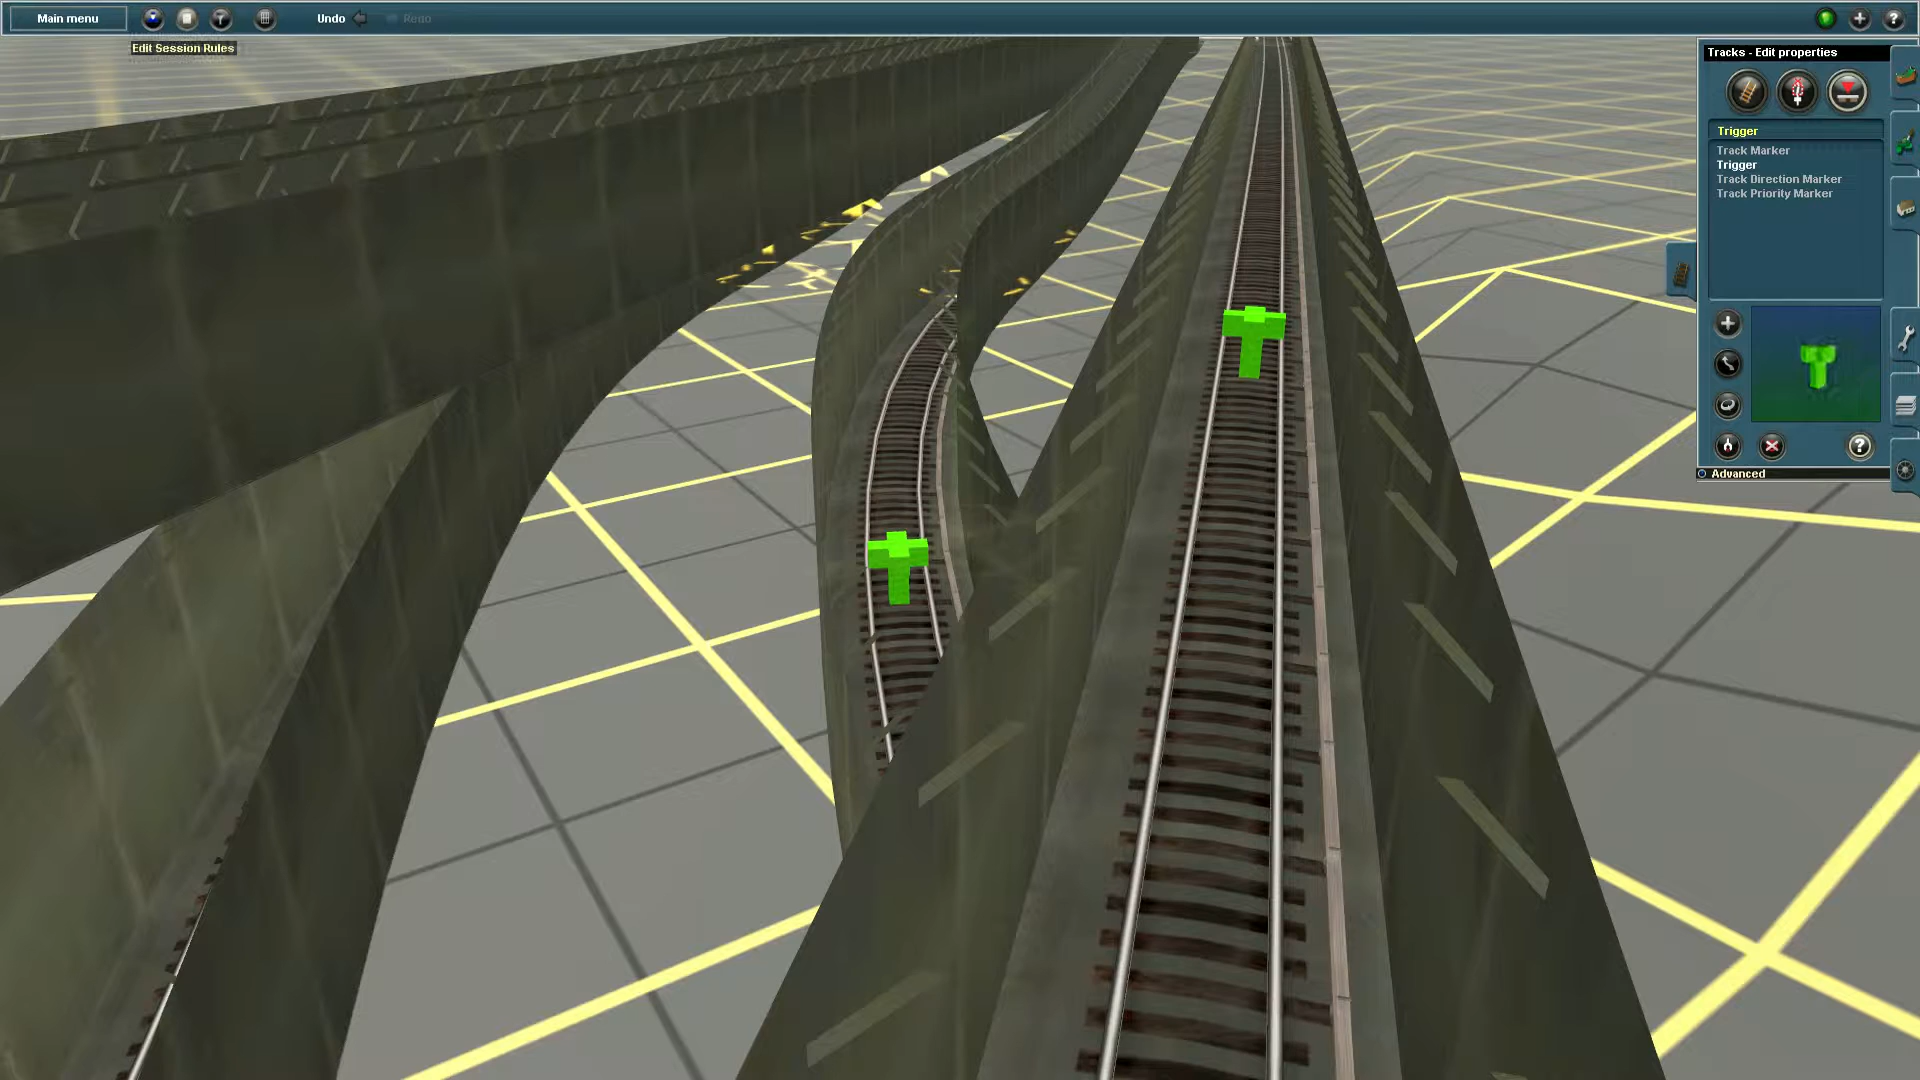 Main menu
Undo
Redo
Edit Session Rules
Tracks - Edit properties
Trigger
Track Marker
Trigger
Track Direction Marker
Track Priority Marker
Advanced